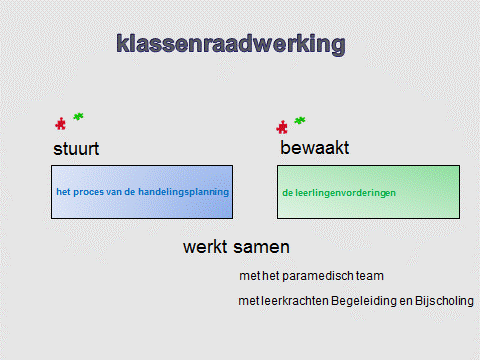 klassenraadwerking
stuurt
bewaakt
het proces van de handelingsplanning
de leerlingenvorderingen
werkt samen
met het paramedisch team
met leerkrachten Begeleiding en Bijscholing